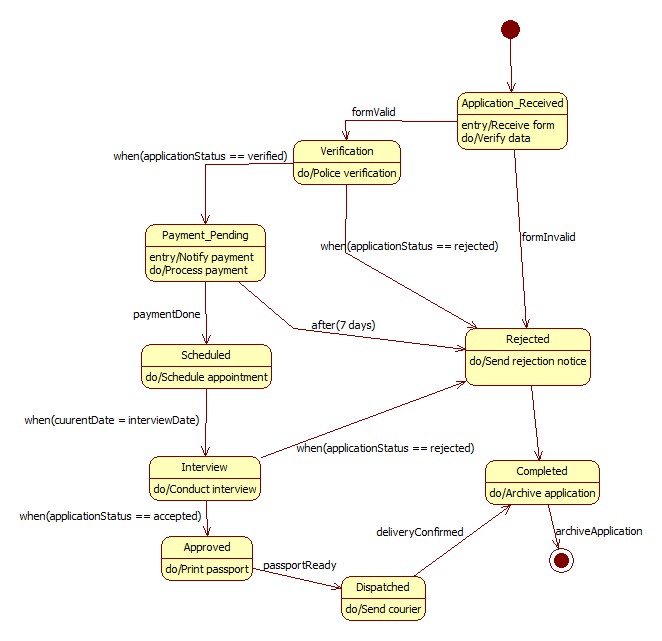 Application_Received
entry/Receive form
do/Verify data
formValid
Verification
do/Police verification
when(applicationStatus == verified)
Payment_Pending
entry/Notify payment
do/Process payment
when(applicationStatus == rejected)
formInvalid
paymentDone
after(7 days)
Rejected
do/Send rejection notice
Scheduled
do/Schedule appointment
when(cuurentDate = interviewDate)
when(applicationStatus == rejected)
Interview
do/Conduct interview
Completed
do/Archive application
when(applicationStatus == accepted)
deliveryConfirmed
archiveApplication
Approved
do/Print passport
passportReady
Dispatched
do/Send courier